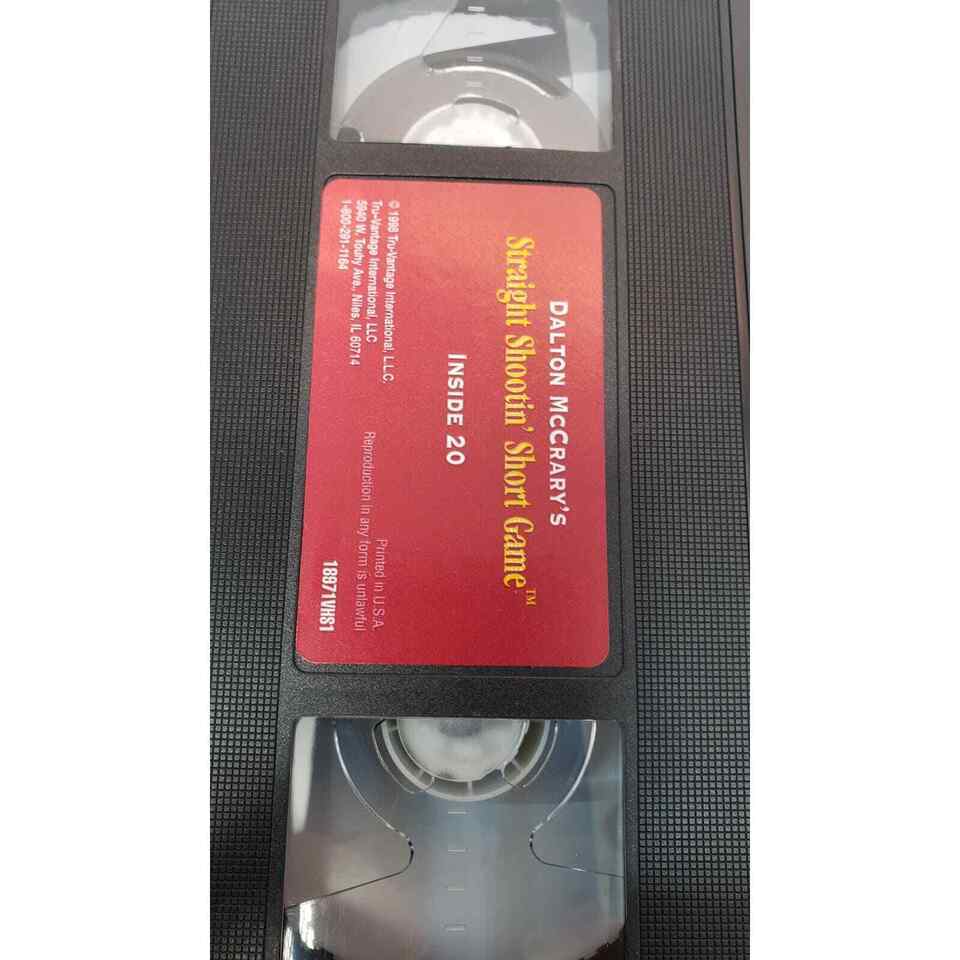 DALTON MCCRARY'S
Straight Shootin' Short Game™
INSIDE 20
© 1998 Tru-Vantage International, L.L.C.
Tru-Vantage International, LLC
5940 W. Touhy Ave., Niles, IL 60714
1-800-291-1164
Printed in U.S.A.
Reproduction in any form is unlawful
18871VHS1